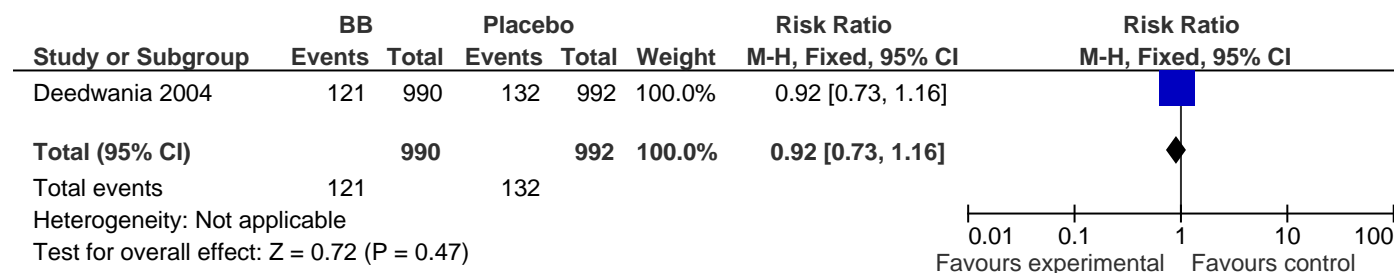 BB Placebo Risk Ratio Risk Ratio
Study or Subgroup Events Total Events Total Weight M-H, Fixed, 95% CI M-H, Fixed, 95% CI
Deedwania 2004 121 990 132 992 100.0% 0.92 [0.73, 1.16]
Total (95% CI) 990 992 100.0% 0.92 [0.73, 1.16]
Total events 121 132
Heterogeneity: Not applicable
Test for overall effect: Z = 0.72 (P = 0.47)
0.01 0.1 1 10 100
Favours experimental Favours control